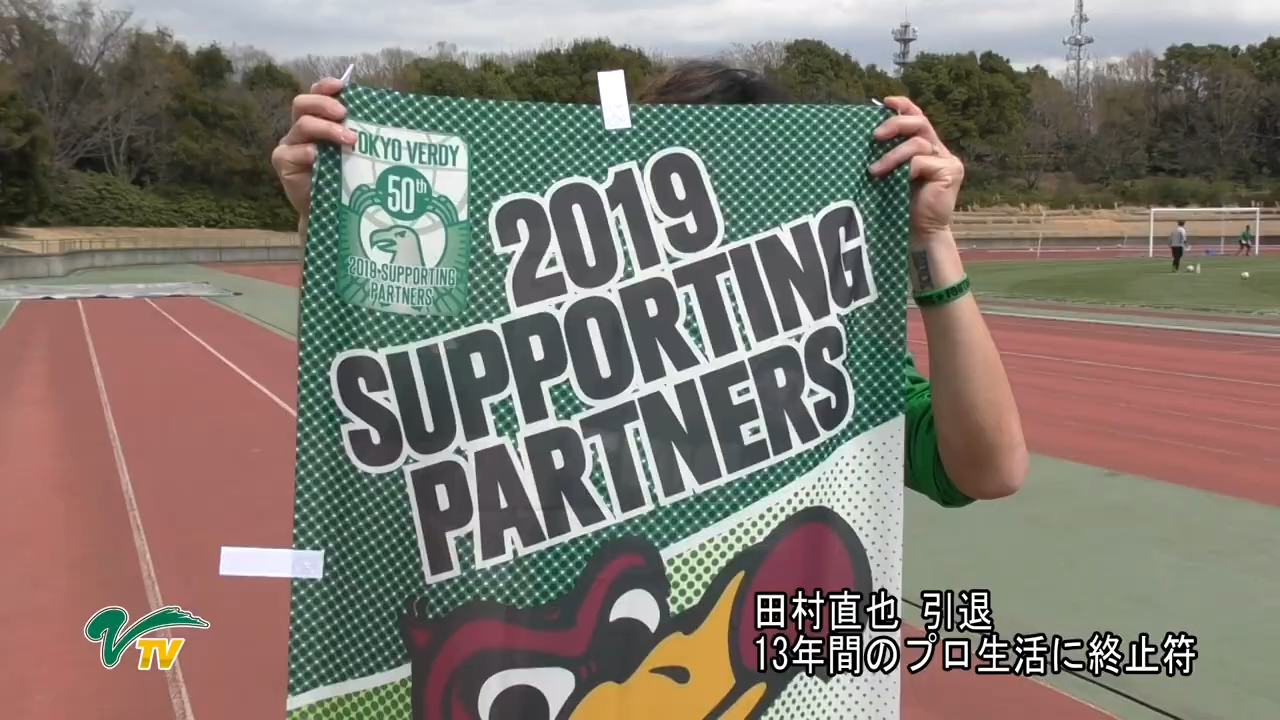 TOKYO VERDY
50th
2019 SUPPORTING
PARTNERS
2019
SUPPORTING
PARTNERS
田村直也 引退
13年間のプロ生活に終止符
V TV